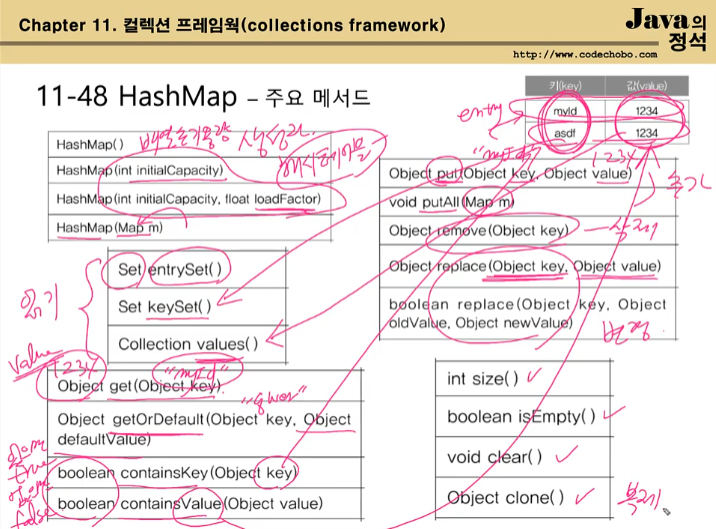 Chapter 11. 컬렉션 프레임웍(collections framework)
Java의
정석
http://www.codechobo.com
11-48 HashMap – 주요 메서드
키(key) 값(value)
myId 1234
asdf 1234
entry
HashMap()
배열 초기용량 생성자
HashMap(int initialCapacity)
해시테이블
HashMap(int initialCapacity, float loadFactor)
HashMap(Map m)
"myId" 1234
Object put(Object key, Object value)
void putAll(Map m)
추가
Object remove(Object key)
삭제
Object replace(Object key, Object value)
boolean replace(Object key, Object
oldValue, Object newValue)
변경
읽기
Set entrySet()
Set keySet()
Collection values()
value
1234 "myId"
Object get(Object key)
Object getOrDefault(Object key, Object
defaultValue)
있으면
true
없으면
false
boolean containsKey(Object key)
boolean containsValue(Object value)
int size()
boolean isEmpty()
void clear()
Object clone()
복제